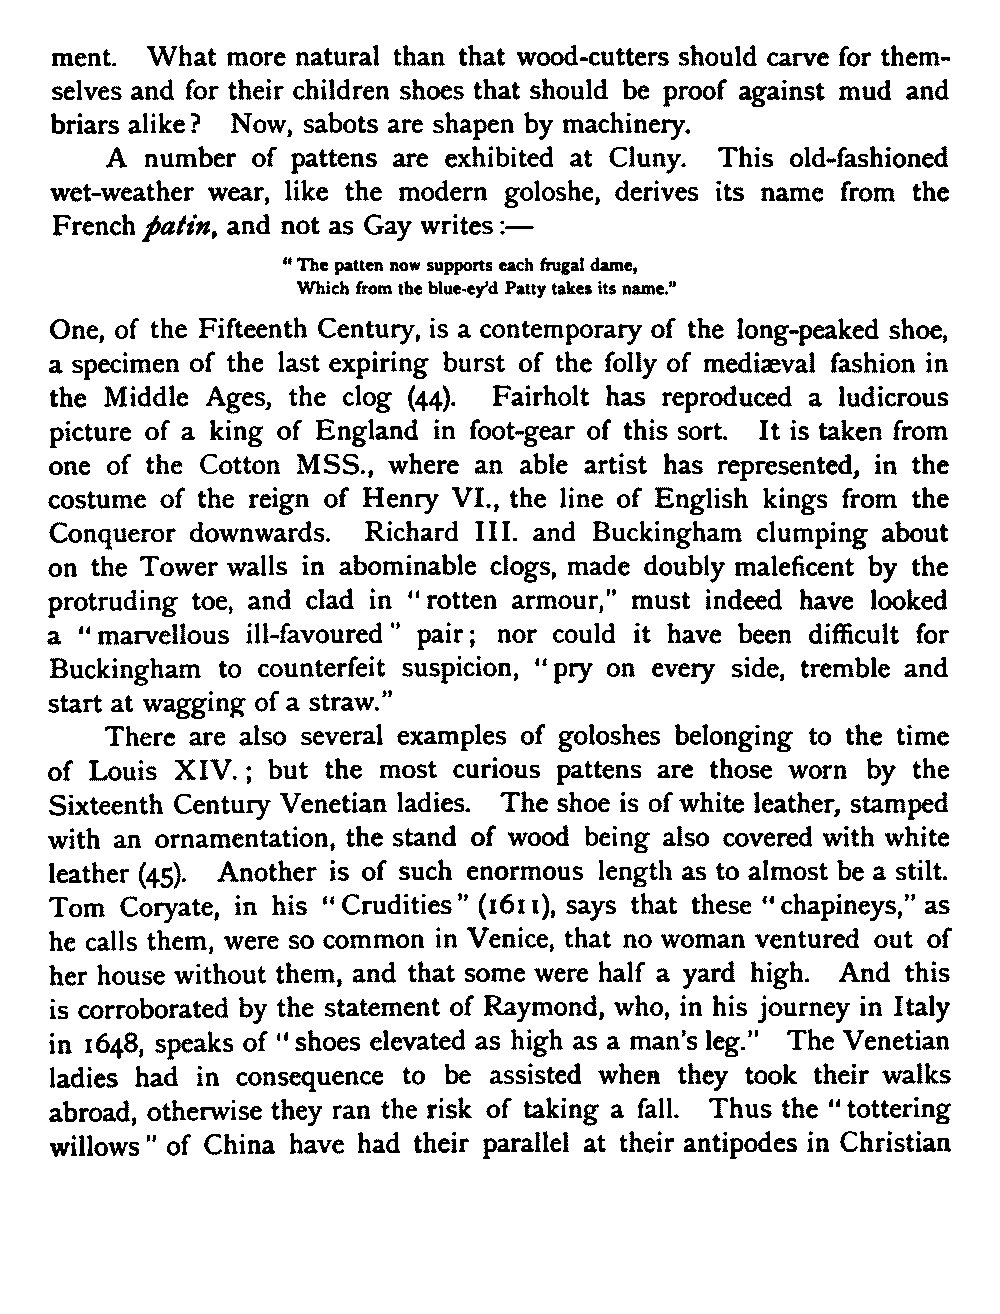 ment. What more natural than that wood-cutters should carve for them-
selves and for their children shoes that should be proof against mud and
briars alike? Now, sabots are shapen by machinery.
A number of pattens are exhibited at Cluny. This old-fashioned
wet-weather wear, like the modern goloshe, derives its name from the
French patin, and not as Gay writes:—
“The patten now supports each frugal dame,
Which from the blue-ey'd Patty takes its name.”
One, of the Fifteenth Century, is a contemporary of the long-peaked shoe,
a specimen of the last expiring burst of the folly of mediæval fashion in
the Middle Ages, the clog (44). Fairholt has reproduced a ludicrous
picture of a king of England in foot-gear of this sort. It is taken from
one of the Cotton MSS., where an able artist has represented, in the
costume of the reign of Henry VI., the line of English kings from the
Conqueror downwards. Richard III. and Buckingham clumping about
on the Tower walls in abominable clogs, made doubly maleficent by the
protruding toe, and clad in “rotten armour,” must indeed have looked
a “marvellous ill-favoured” pair; nor could it have been difficult for
Buckingham to counterfeit suspicion, “pry on every side, tremble and
start at wagging of a straw.”
There are also several examples of goloshes belonging to the time
of Louis XIV.; but the most curious pattens are those worn by the
Sixteenth Century Venetian ladies. The shoe is of white leather, stamped
with an ornamentation, the stand of wood being also covered with white
leather (45). Another is of such enormous length as to almost be a stilt.
Tom Coryate, in his “Crudities” (1611), says that these “chapineys,” as
he calls them, were so common in Venice, that no woman ventured out of
her house without them, and that some were half a yard high. And this
is corroborated by the statement of Raymond, who, in his journey in Italy
in 1648, speaks of “shoes elevated as high as a man's leg.” The Venetian
ladies had in consequence to be assisted when they took their walks
abroad, otherwise they ran the risk of taking a fall. Thus the “tottering
willows” of China have had their parallel at their antipodes in Christian